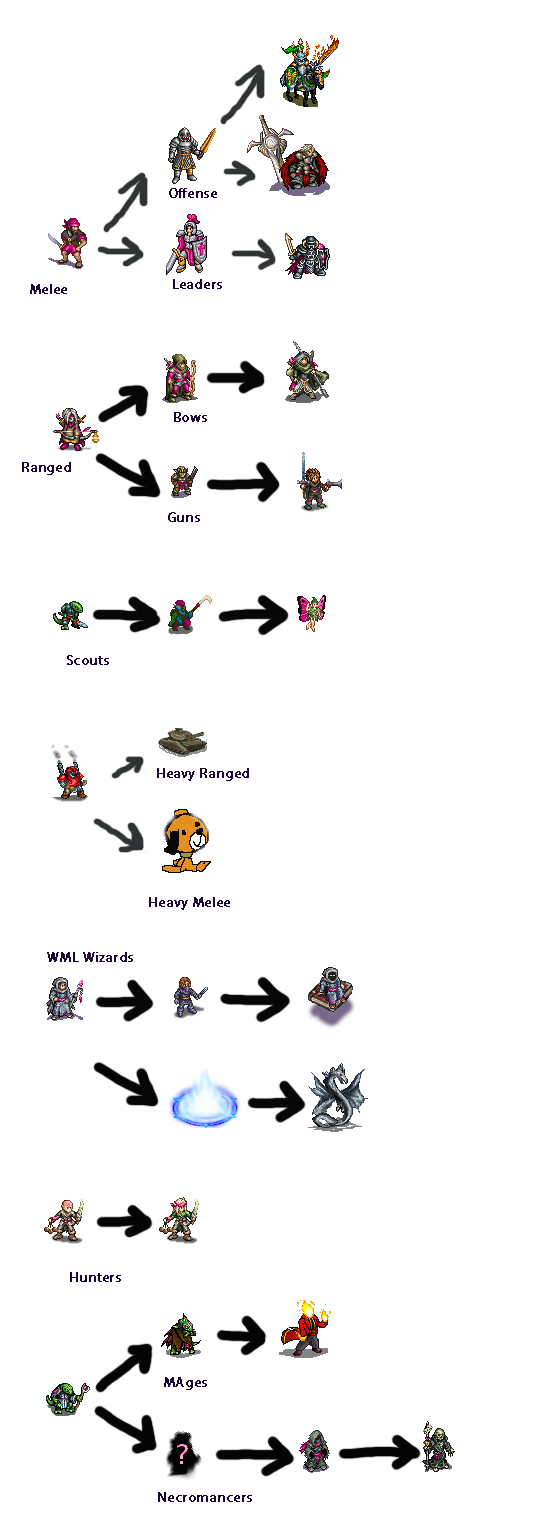 Offense
Leaders
Melee
Bows
Ranged
Guns
Scouts
Heavy Ranged
Heavy Melee
WML Wizards
Hunters
MAges
?
Necromancers